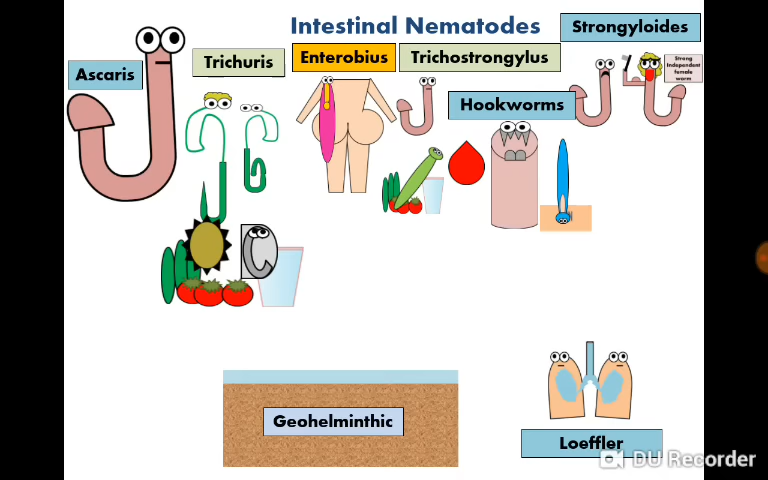 Intestinal Nematodes
Strongyloides
Ascaris
Trichuris
Enterobius
Trichostrongylus
Hookworms
Strong
Independent
female
worm
Geohelminthic
Loeffler
DU Recorder